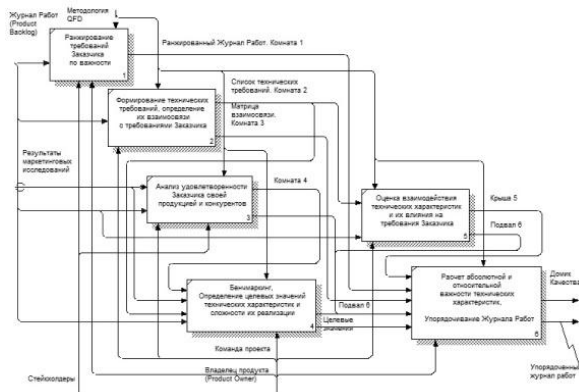 Журнал Работ
(Product
Backlog)
Методология
QFD
Ранжирование
требований
Заказчика
по важности
1
Ранжированный Журнал Работ. Комната 1
Список технических
требований. Комната 2
Матрица
взаимосвязи.
Комната 3
Формирование технических
требований, определение
их взаимосвязи
с требованиями Заказчика
2
Результаты
маркетинговых
исследований
Анализ удовлетворенности
Заказчика своей
продукцией и конкурентов
3
Комната 4
Оценка взаимодействия
технических характеристик
и их влияния на
требования Заказчика
5
Крыша 5
Подвал 6
Бенчмаркинг,
Определение целевых значений
технических характеристик и
сложности их реализации
4
Подвал 6
Целевые
значения
Расчет абсолютной и
относительной
важности технических
характеристик,
Упорядочивание Журнала Работ
6
Домик
Качества
Команда проекта
Стейкхолдеры
Владелец продукта
(Product Owner)
Упорядоченный
журнал работ